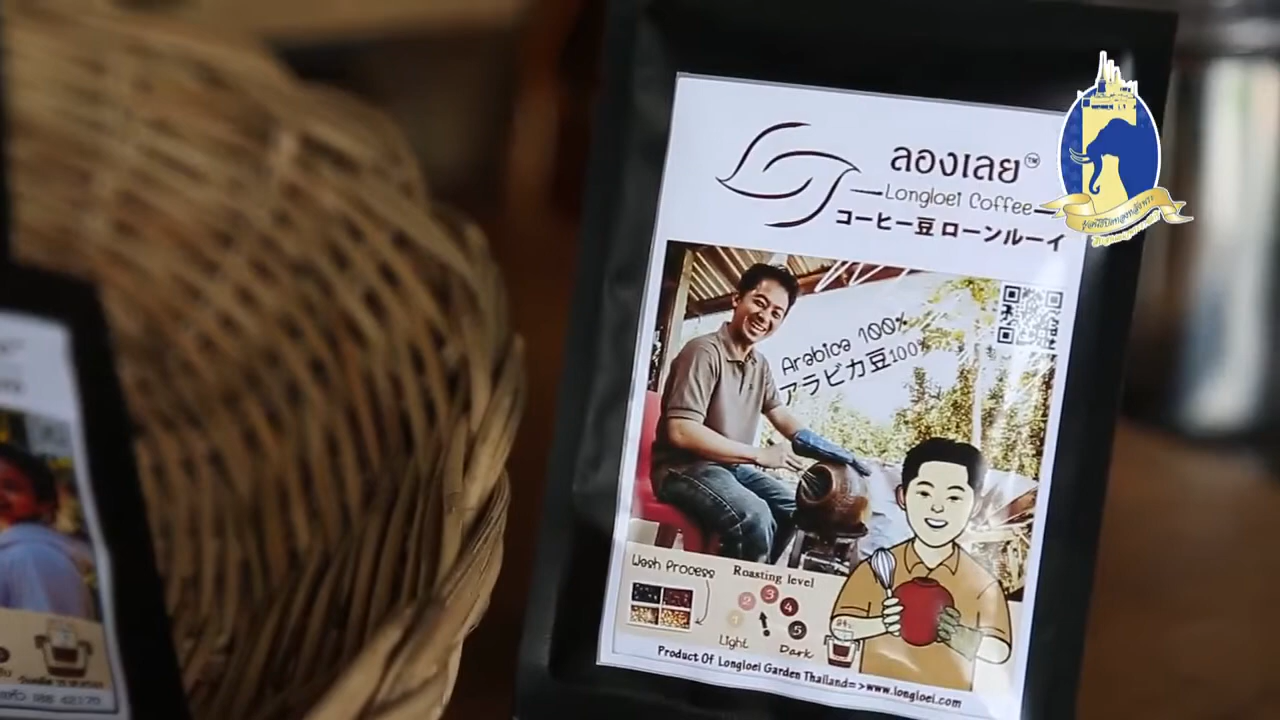 ลองเลย™
Longloei Coffee
コーヒー豆 ローンルーイ
Arabica 100%
アラビカ豆100%
Wash Process
Roasting level
1 2 3 4 5
Light
Dark
Product Of Longloei Garden Thailand=>www.longloei.com
42170